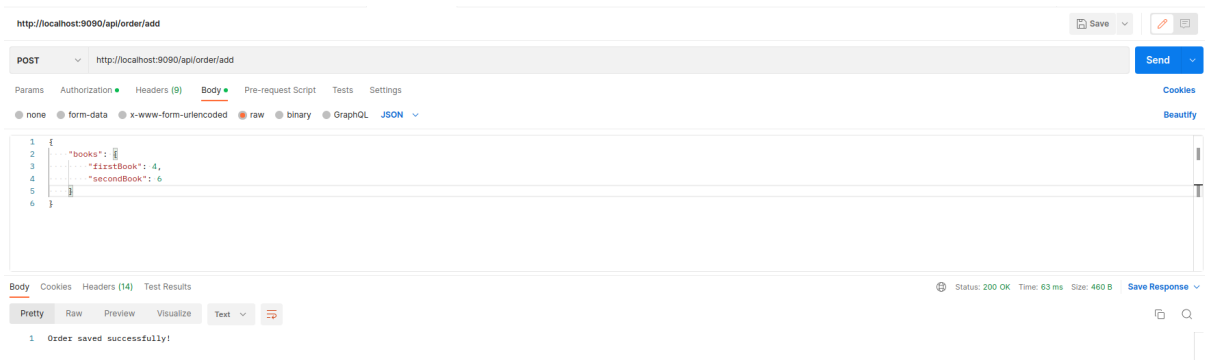 http://localhost:9090/api/order/add
Save
POST http://localhost:9090/api/order/add Send
Params Authorization Headers (9) Body Pre-request Script Tests Settings Cookies
none form-data x-www-form-urlencoded raw binary GraphQL JSON Beautify
1 {
2 "books": {
3 "firstBook": 4,
4 "secondBook": 6
5 }
6 }
Body Cookies Headers (14) Test Results Status: 200 OK Time: 63 ms Size: 460 B Save Response
Pretty Raw Preview Visualize Text
1 Order saved successfully!